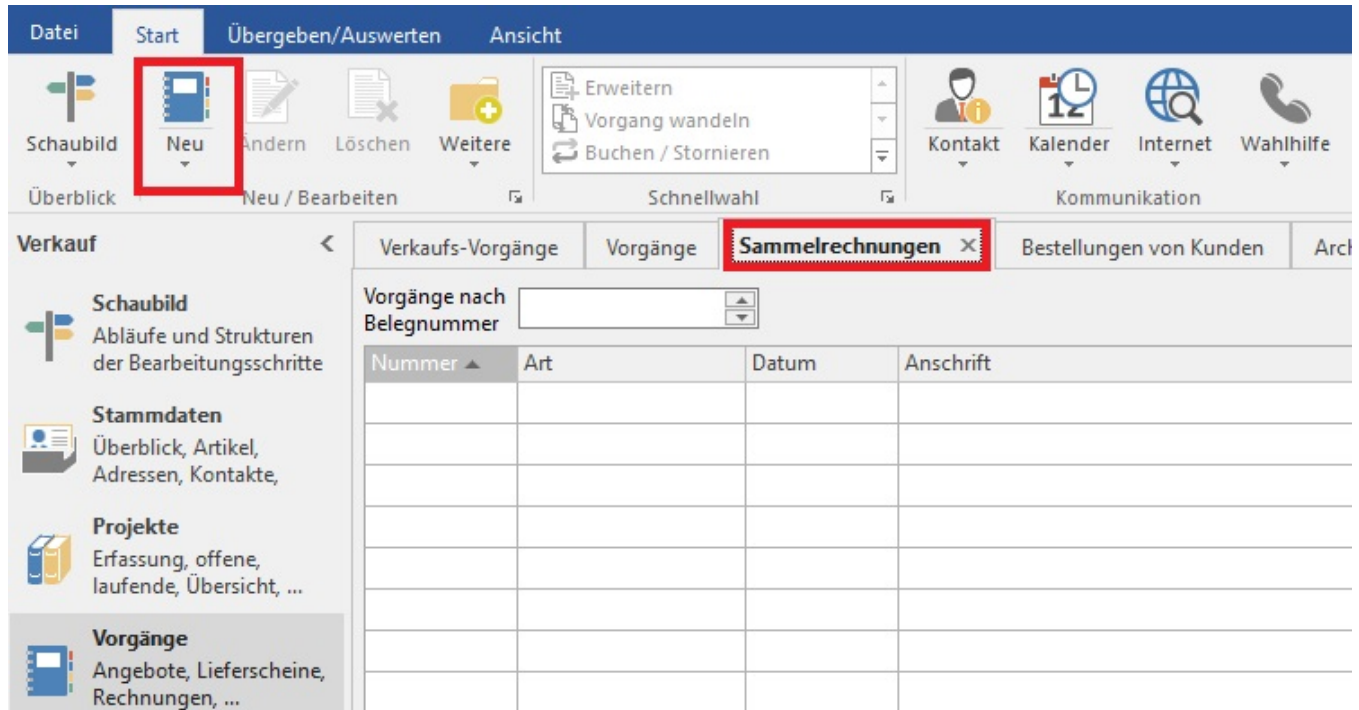 Datei Start Übergeben/Auswerten Ansicht
Schaubild Neu Ändern Löschen Weitere
Erweitern
Vorgang wandeln
Buchen / Stornieren
Kontakt Kalender Internet Wahlhilfe
12
Überblick Neu / Bearbeiten Schnellwahl Kommunikation
Verkauf
Schaubild
Abläufe und Strukturen
der Bearbeitungsschritte
Stammdaten
Überblick, Artikel,
Adressen, Kontakte,
Projekte
Erfassung, offene,
laufende, Übersicht, ...
Vorgänge
Angebote, Lieferscheine,
Rechnungen, ...
Verkaufs-Vorgänge Vorgänge Sammelrechnungen × Bestellungen von Kunden Arch
Vorgänge nach
Belegnummer
Nummer Art Datum Anschrift